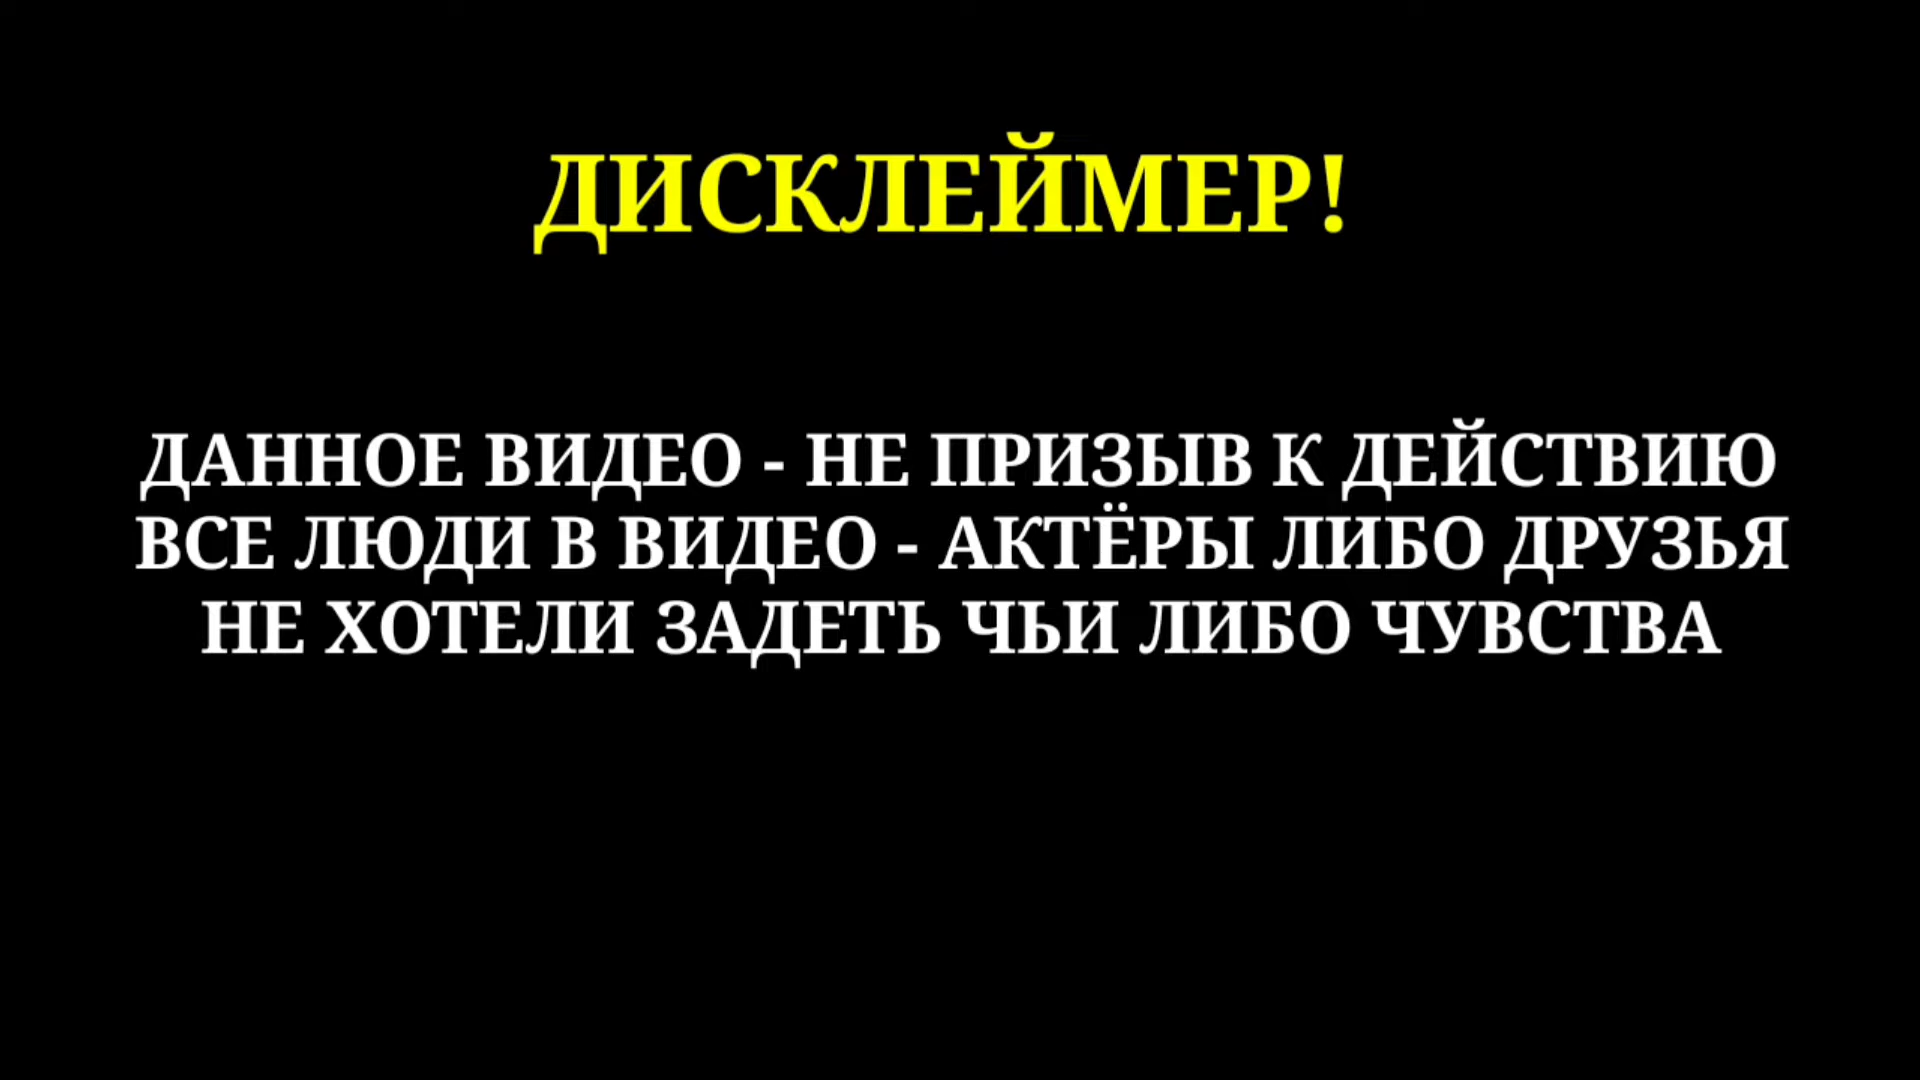 ДИСКЛЕЙМЕР!
ДАННОЕ ВИДЕО - НЕ ПРИЗЫВ К ДЕЙСТВИЮ
ВСЕ ЛЮДИ В ВИДЕО - АКТЁРЫ ЛИБО ДРУЗЬЯ
НЕ ХОТЕЛИ ЗАДЕТЬ ЧЬИ ЛИБО ЧУВСТВА